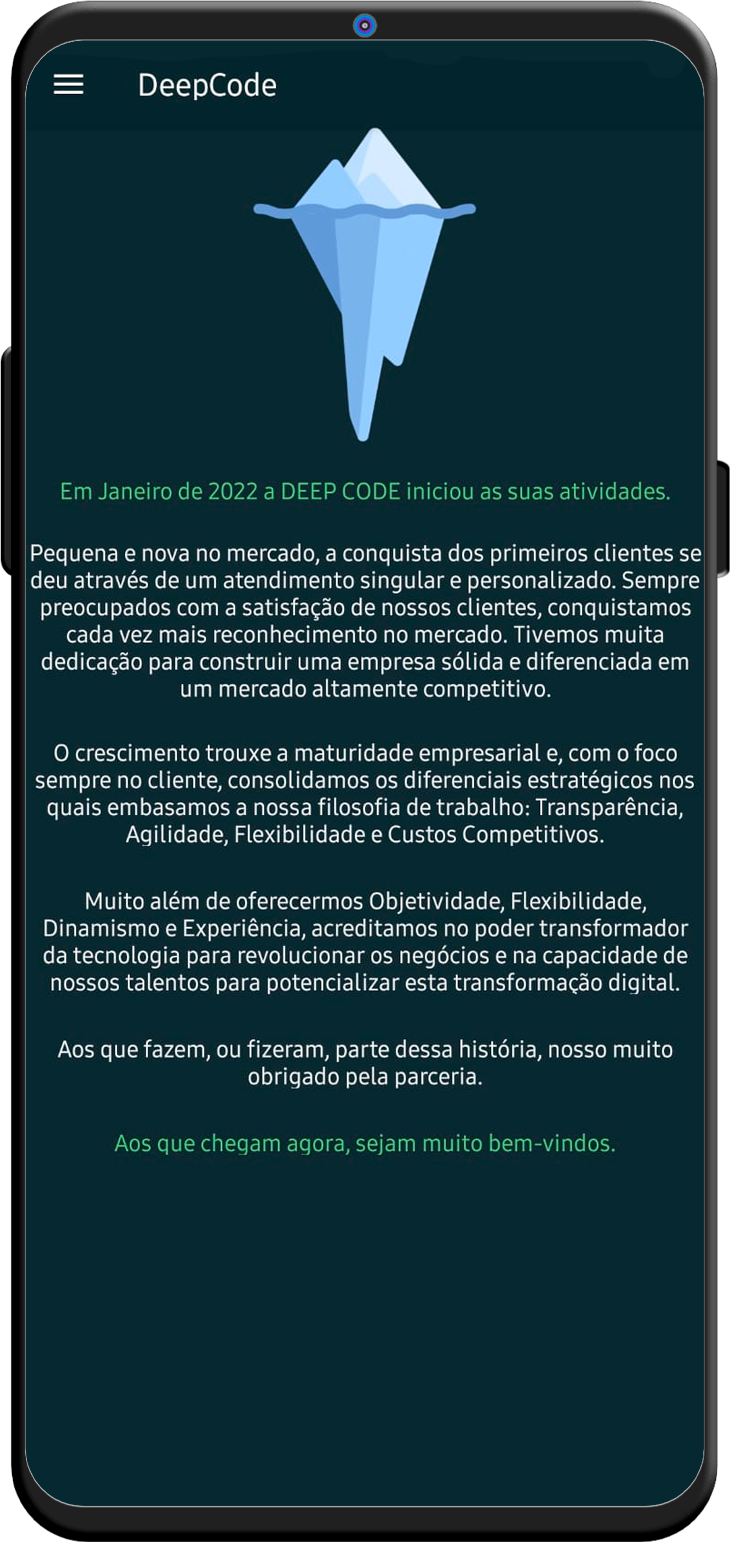 DeepCode
Em Janeiro de 2022 a DEEP CODE iniciou as suas atividades.
Pequena e nova no mercado, a conquista dos primeiros clientes se
deu através de um atendimento singular e personalizado. Sempre
preocupados com a satisfação de nossos clientes, conquistamos
cada vez mais reconhecimento no mercado. Tivemos muita
dedicação para construir uma empresa sólida e diferenciada em
um mercado altamente competitivo.
O crescimento trouxe a maturidade empresarial e, com o foco
sempre no cliente, consolidamos os diferenciais estratégicos nos
quais embasamos a nossa filosofia de trabalho: Transparência,
Agilidade, Flexibilidade e Custos Competitivos.
Muito além de oferecermos Objetividade, Flexibilidade,
Dinamismo e Experiência, acreditamos no poder transformador
da tecnologia para revolucionar os negócios e na capacidade de
nossos talentos para potencializar esta transformação digital.
Aos que fazem, ou fizeram, parte dessa história, nosso muito
obrigado pela parceria.
Aos que chegam agora, sejam muito bem-vindos.